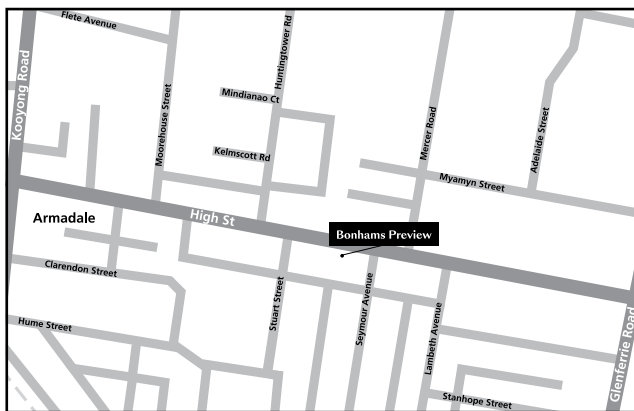 Flete Avenue
Kooyong Road
Moorehouse Street
Huntingtower Rd
Mindianao Ct
Kelmscott Rd
Mercer Road
Adelaide Street
Myamyn Street
Armadale
High St
Bonhams Preview
Clarendon Street
Stuart Street
Seymour Avenue
Lambeth Avenue
Glenferrie Road
Hume Street
Stanhope Street